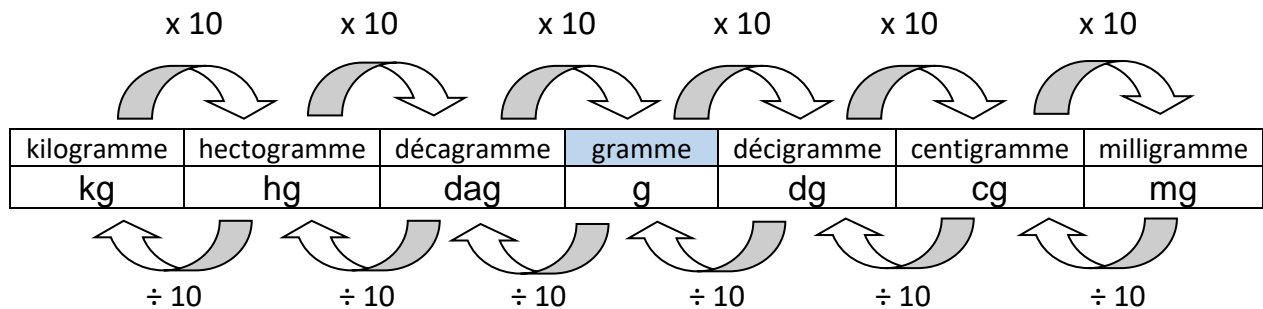 x 10 x 10 x 10 x 10 x 10 x 10
kilogramme hectogramme décagramme gramme décigramme centigramme milligramme
kg hg dag g dg cg mg
÷ 10 ÷ 10 ÷ 10 ÷ 10 ÷ 10 ÷ 10